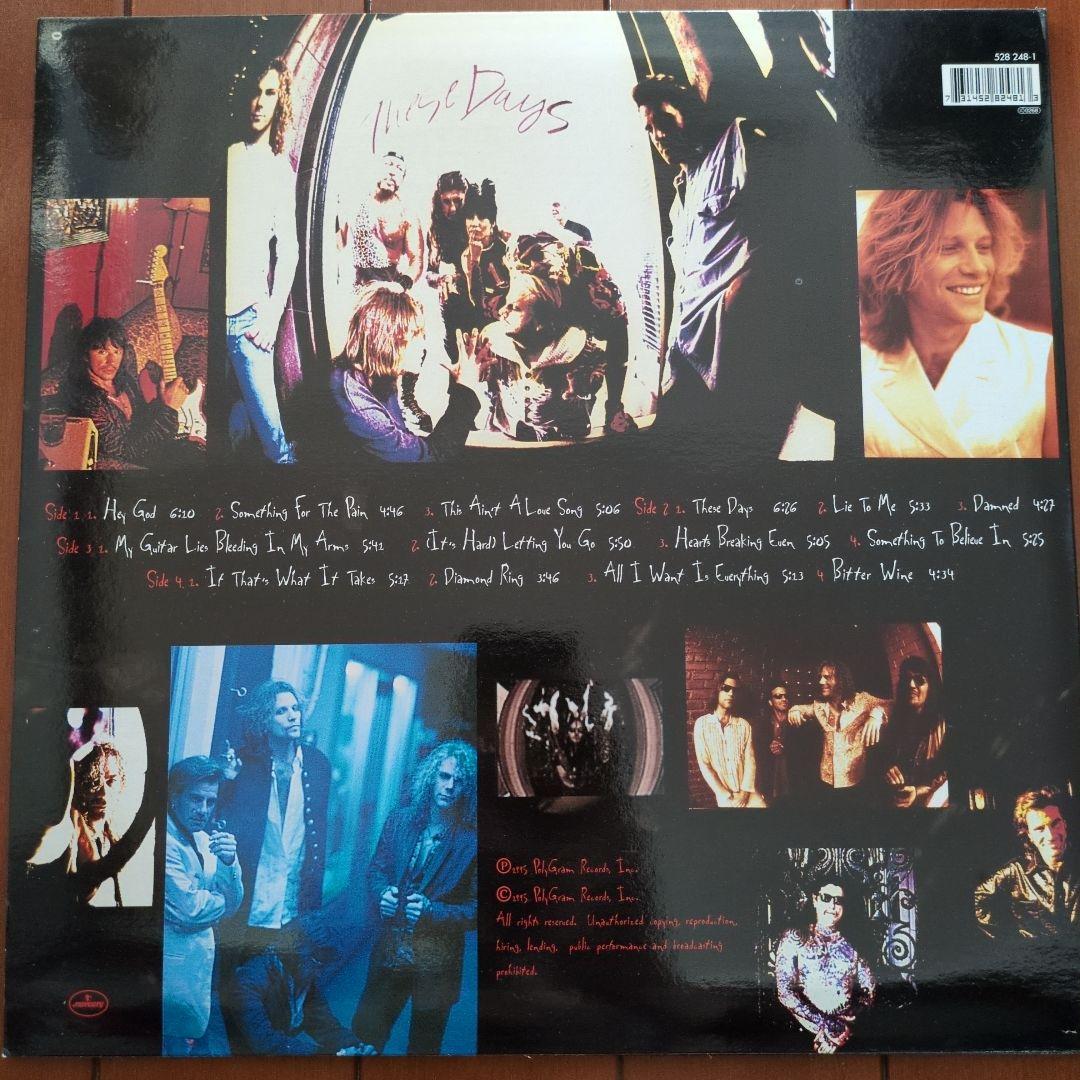 528 248-1
7 31452 82481 3
These Days
Side 1 1. Hey God 6:10 2. Something For The Pain 4:46 3. This Ain't A Love Song 5:06 Side 2 1. These Days 6:26 2. Lie To Me 5:33 3. Damned 4:27
Side 3 1. My Guitar Lies Bleeding In My Arms 5:41 2. (It's Hard) Letting You Go 5:50 3. Hearts Breaking Even 5:05 4. Something To Believe In 5:25
Side 4 1. If That's What It Takes 5:17 2. Diamond Ring 3:46 3. All I Want Is Everything 5:13 4 Bitter Wine 4:34
℗1995 PolyGram Records, Inc.
©1995 PolyGram Records, Inc.
All rights reserved. Unauthorized copying, reproduction,
hiring, lending, public performance and broadcasting
prohibited.
mercury